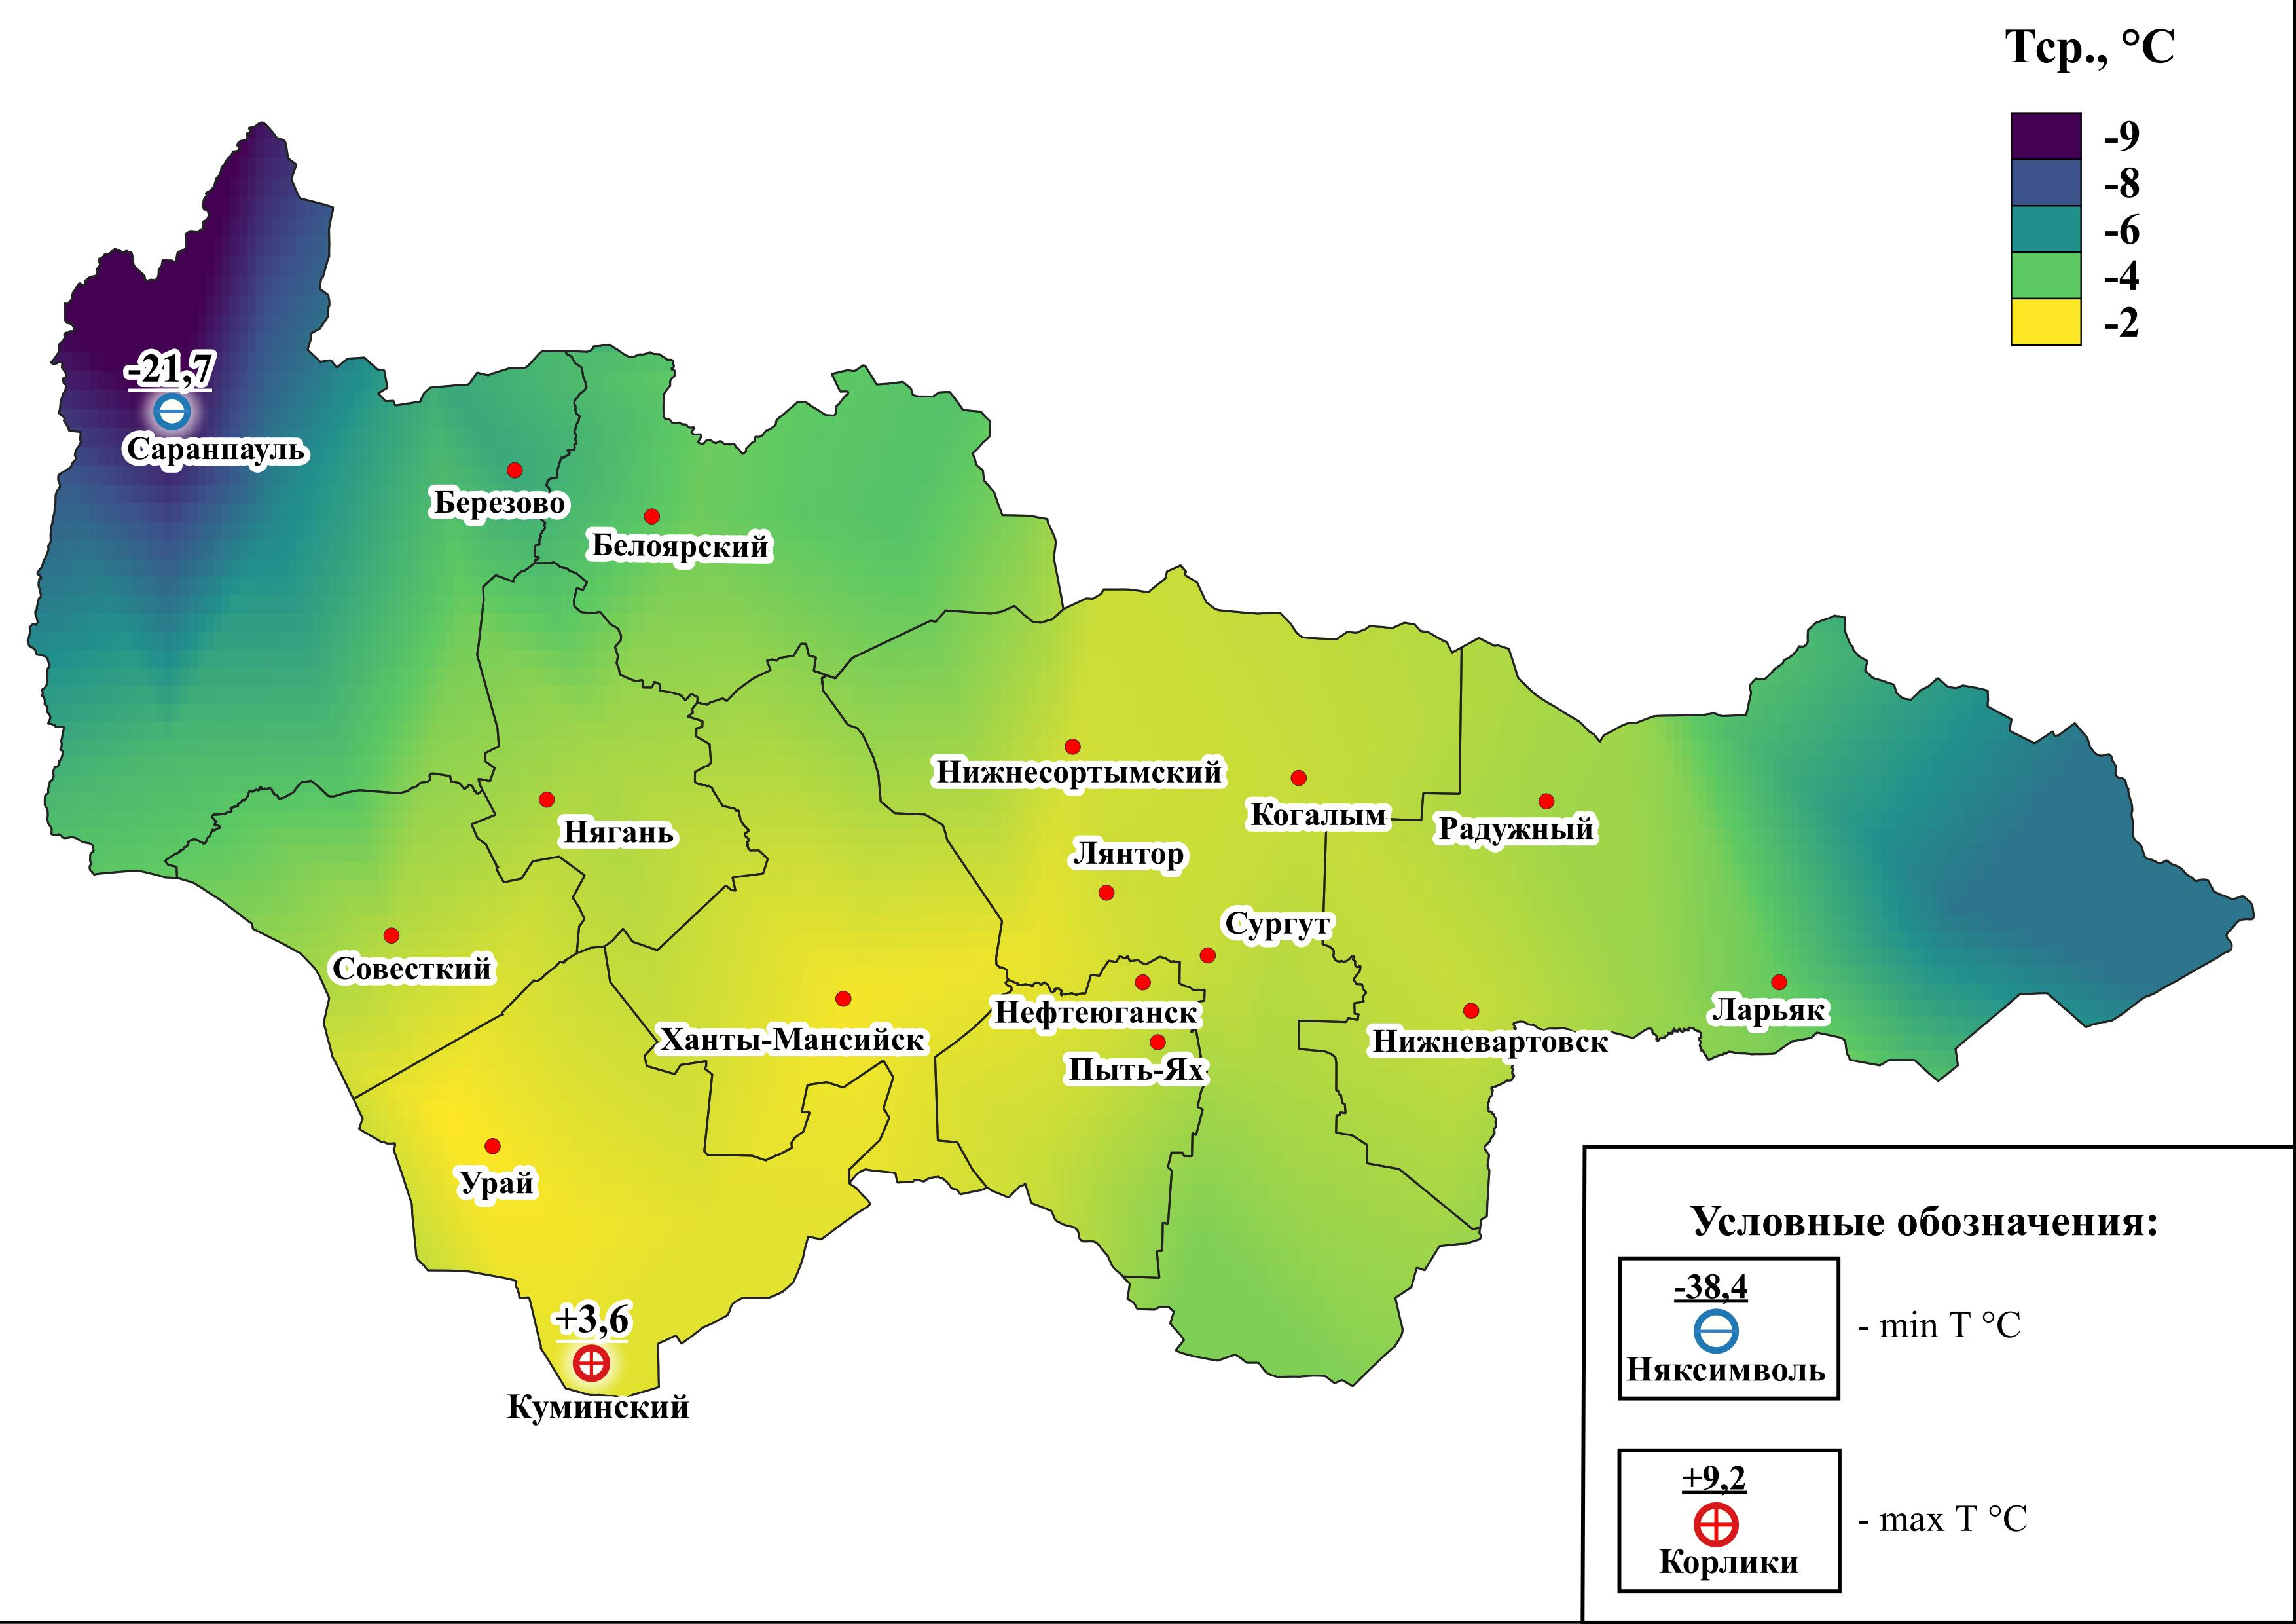 Тср., °C
-9
-8
-6
-4
-2
-21,7
Саранпауль
Березово
Белоярский
Нижнесортымский
Когалым
Радужный
Нягань
Лянтор
Сургут
Совесткий
Нефтеюганск
Ларьяк
Ханты-Мансийск
Нижневартовск
Пыть-Ях
Урай
+3,6
Куминский
Условные обозначения:
-38,4
- min T °C
Няксимволь
+9,2
- max T °C
Корлики